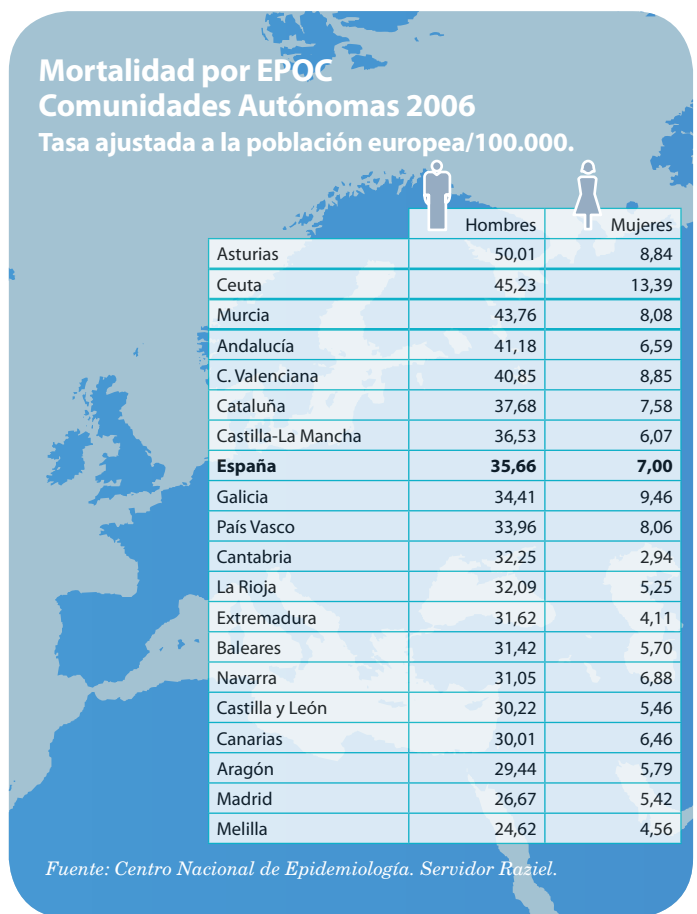 Mortalidad por EPOC
Comunidades Autónomas 2006
Tasa ajustada a la población europea/100.000.
Hombres Mujeres
Asturias 50,01 8,84
Ceuta 45,23 13,39
Murcia 43,76 8,08
Andalucía 41,18 6,59
C. Valenciana 40,85 8,85
Cataluña 37,68 7,58
Castilla-La Mancha 36,53 6,07
España 35,66 7,00
Galicia 34,41 9,46
País Vasco 33,96 8,06
Cantabria 32,25 2,94
La Rioja 32,09 5,25
Extremadura 31,62 4,11
Baleares 31,42 5,70
Navarra 31,05 6,88
Castilla y León 30,22 5,46
Canarias 30,01 6,46
Aragón 29,44 5,79
Madrid 26,67 5,42
Melilla 24,62 4,56
Fuente: Centro Nacional de Epidemiología. Servidor Raziel.